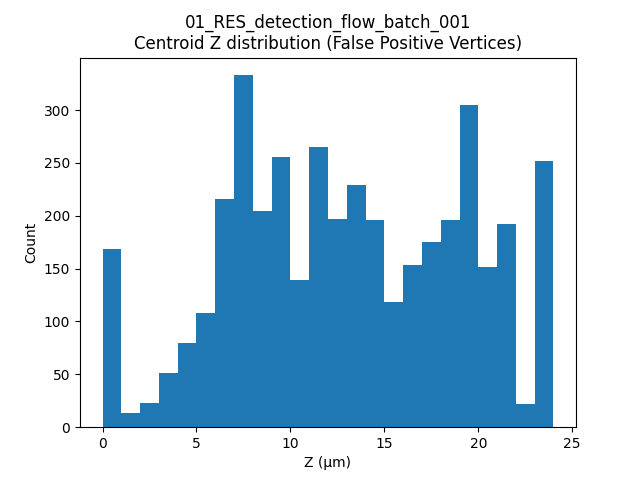 01_RES_detection_flow_batch_001
Centroid Z distribution (False Positive Vertices)
300
250
200
150
100
50
0
Count
0 5 10 15 20 25
Z (μm)